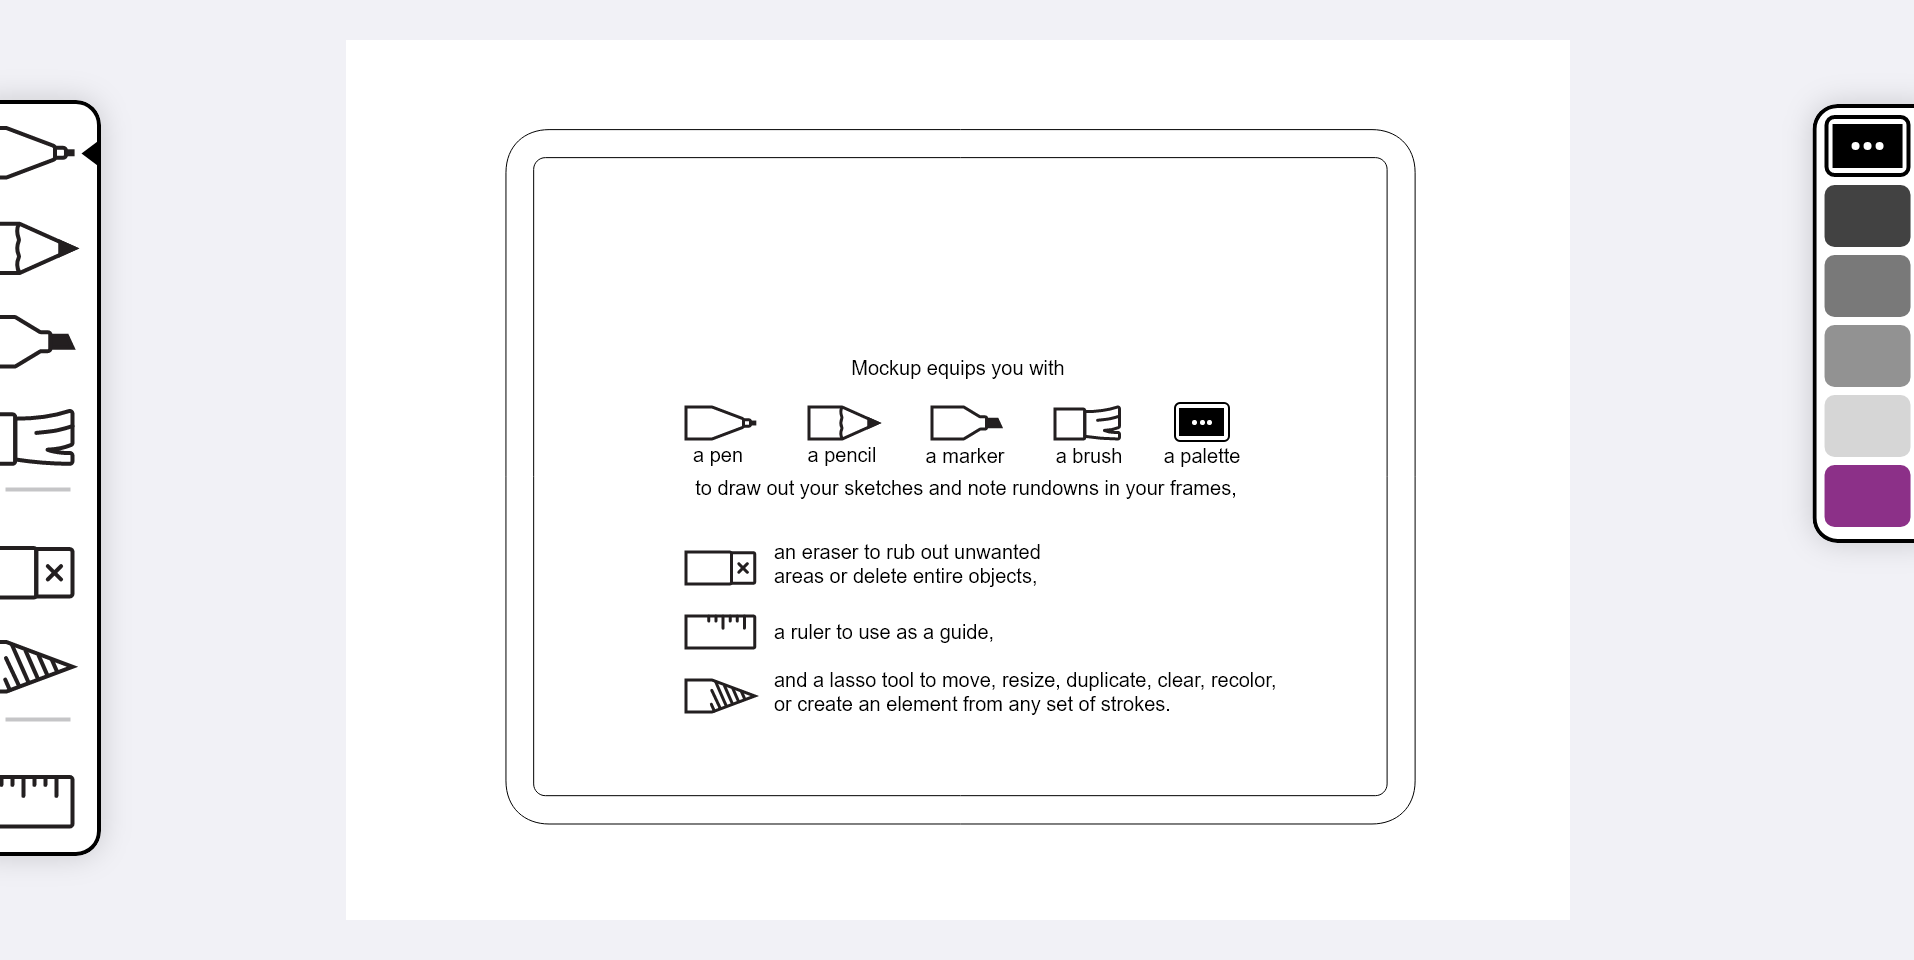 Mockup equips you with
a pen a pencil a marker a brush a palette
to draw out your sketches and note rundowns in your frames,
an eraser to rub out unwanted
areas or delete entire objects,
a ruler to use as a guide,
and a lasso tool to move, resize, duplicate, clear, recolor,
or create an element from any set of strokes.